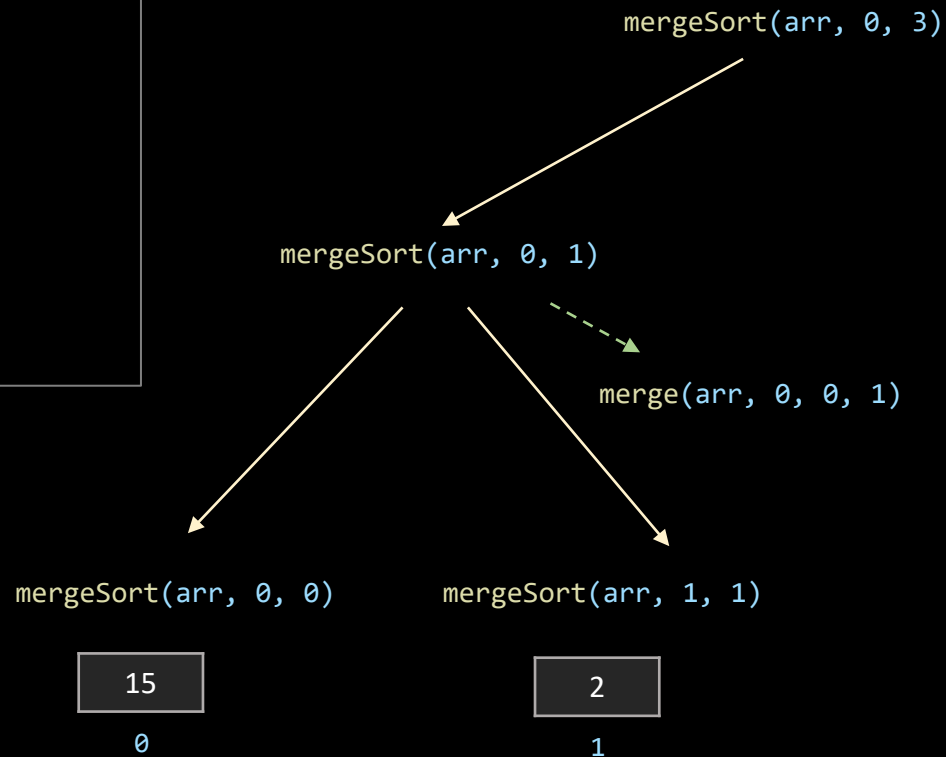 mergeSort(arr, 0, 3)
mergeSort(arr, 0, 1)
merge(arr, 0, 0, 1)
mergeSort(arr, 0, 0)
mergeSort(arr, 1, 1)
15
2
0
1